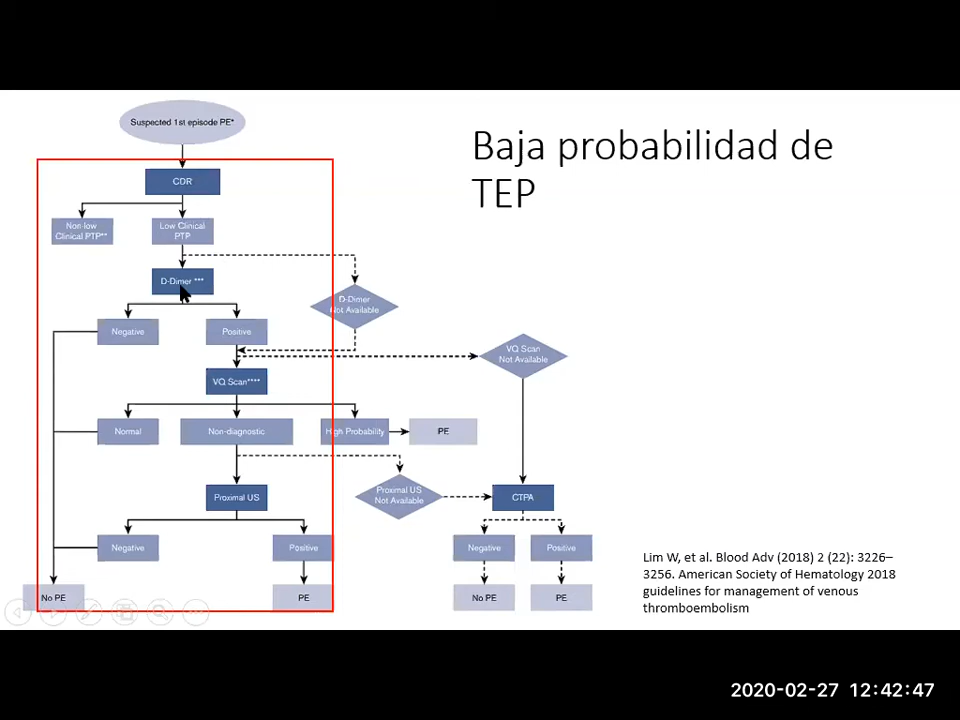 Suspected 1st episode PE*
Baja probabilidad de
TEP
CDR
Non-low
Clinical PTP**
Low Clinical
PTP
D-Dimer ***
D-Dimer
Not Available
Negative
Positive
VQ Scan
Not Available
VQ Scan****
Normal
Non-diagnostic
High Probability
PE
Proximal US
Proximal US
Not Available
CTPA
Negative
Positive
Negative
Positive
No PE
PE
No PE
PE
Lim W, et al. Blood Adv (2018) 2 (22): 3226–
3256. American Society of Hematology 2018
guidelines for management of venous
thromboembolism
2020-02-27 12:42:47